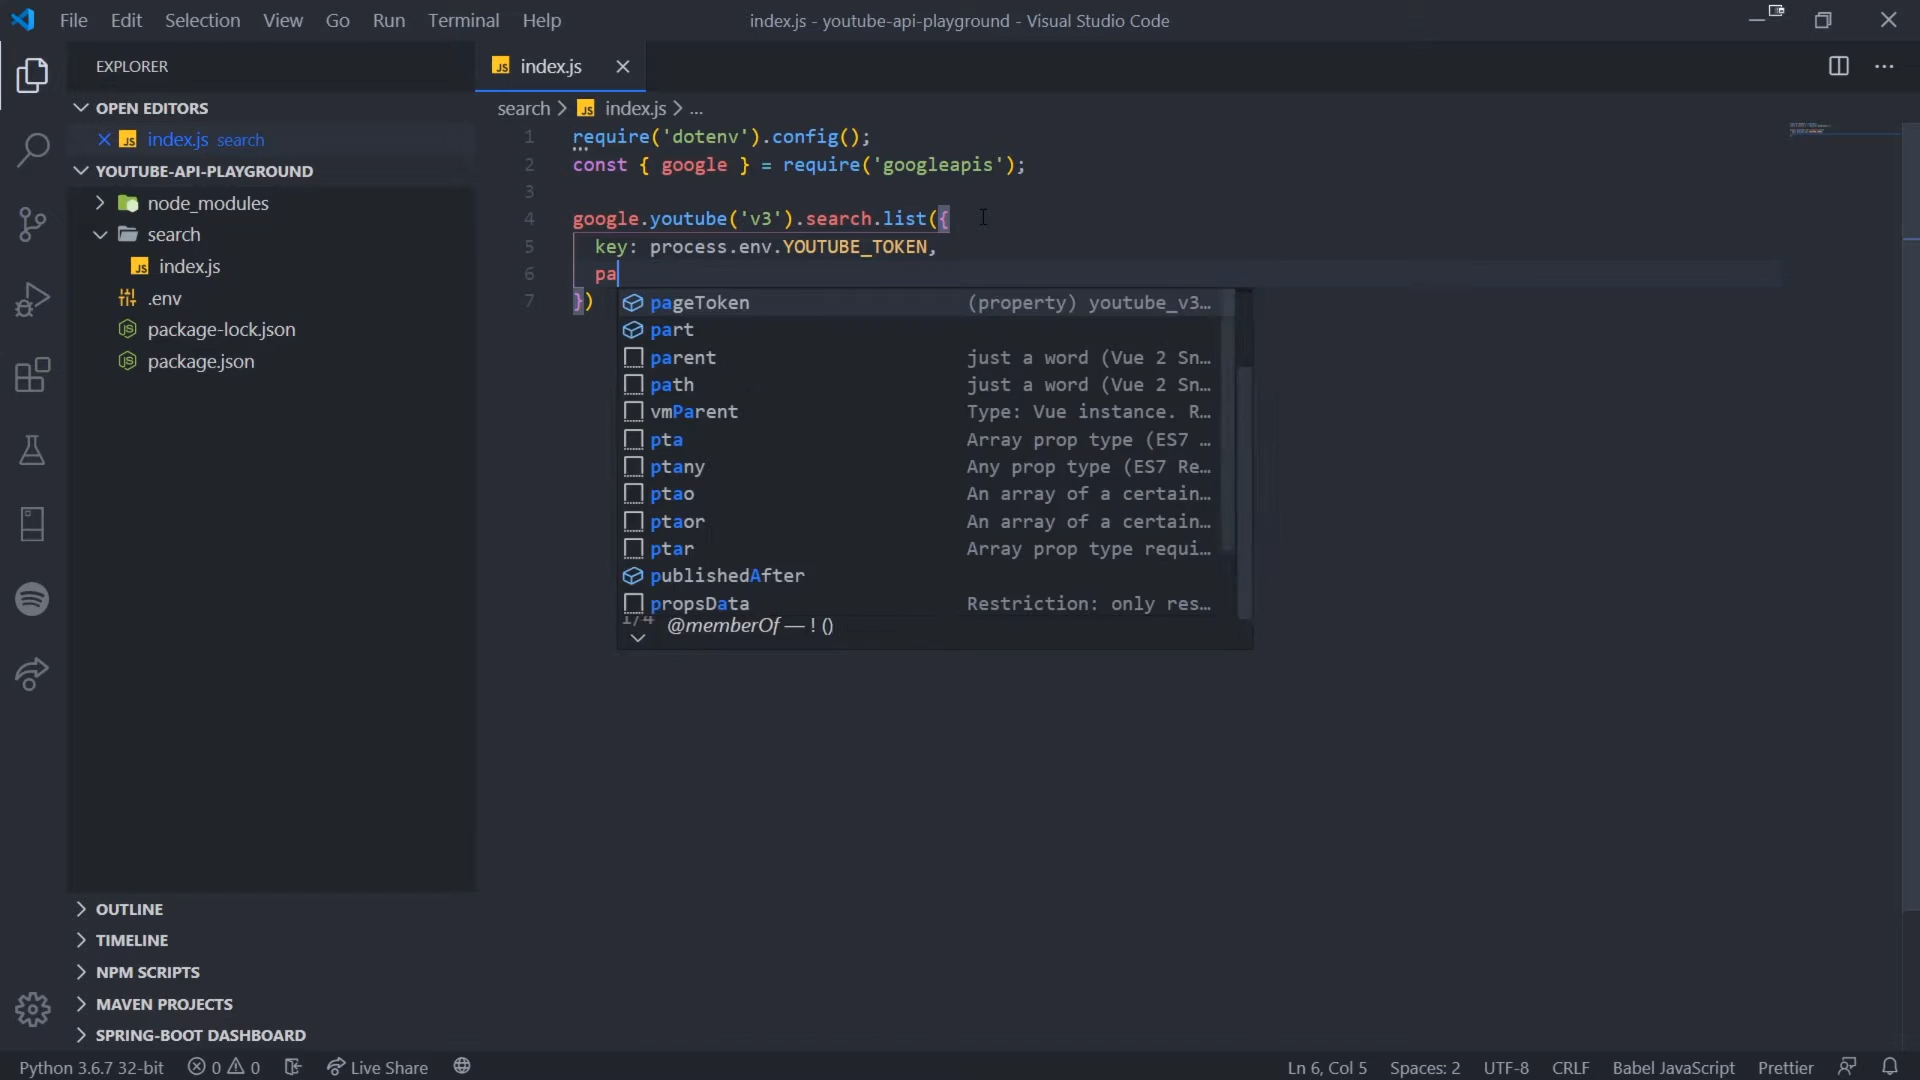 File Edit Selection View Go Run Terminal Help
index.js - youtube-api-playground - Visual Studio Code
EXPLORER
OPEN EDITORS
JS index.js search
YOUTUBE-API-PLAYGROUND
node_modules
search
JS index.js
.env
package-lock.json
package.json
OUTLINE
TIMELINE
NPM SCRIPTS
MAVEN PROJECTS
SPRING-BOOT DASHBOARD
JS index.js
search > JS index.js > ...
1 require('dotenv').config();
2 const { google } = require('googleapis');
3
4 google.youtube('v3').search.list({
5 key: process.env.YOUTUBE_TOKEN,
6 pa
7 })
pageToken (property) youtube_v3...
part
parent just a word (Vue 2 Sn...
path just a word (Vue 2 Sn...
vmParent Type: Vue instance. R...
pta Array prop type (ES7 ...
ptany Any prop type (ES7 Re...
ptao An array of a certain...
ptaor An array of a certain...
ptar Array prop type requi...
publishedAfter
propsData Restriction: only res...
1/4 @memberOf — ! ()
Python 3.6.7 32-bit 0 0 Live Share Ln 6, Col 5 Spaces: 2 UTF-8 CRLF Babel JavaScript Prettier